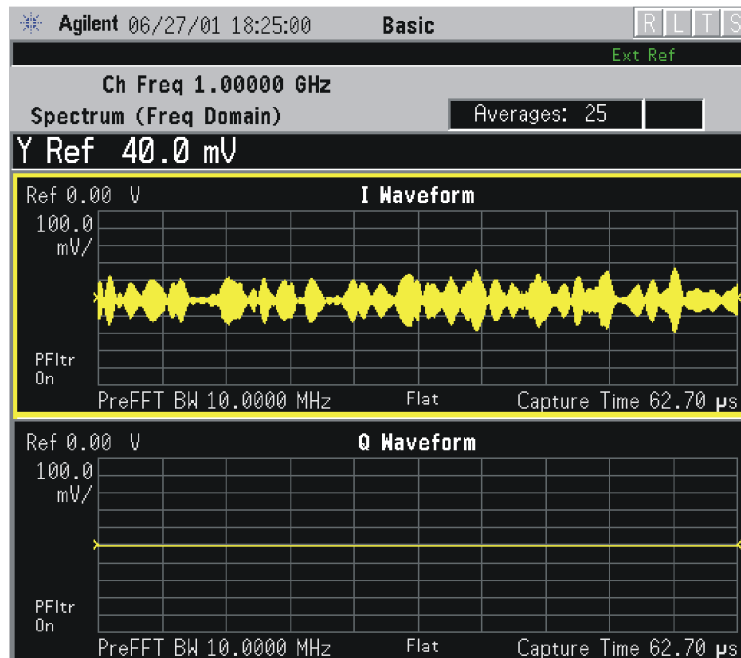 Agilent 06/27/01 18:25:00 Basic R L T S
Ext Ref
Ch Freq 1.00000 GHz
Spectrum (Freq Domain) Averages: 25
Y Ref 40.0 mV
Ref 0.00 V I Waveform
100.0
mV/
PFltr
On
PreFFT BW 10.0000 MHz Flat Capture Time 62.70 µs
Ref 0.00 V Q Waveform
100.0
mV/
PFltr
On
PreFFT BW 10.0000 MHz Flat Capture Time 62.70 µs